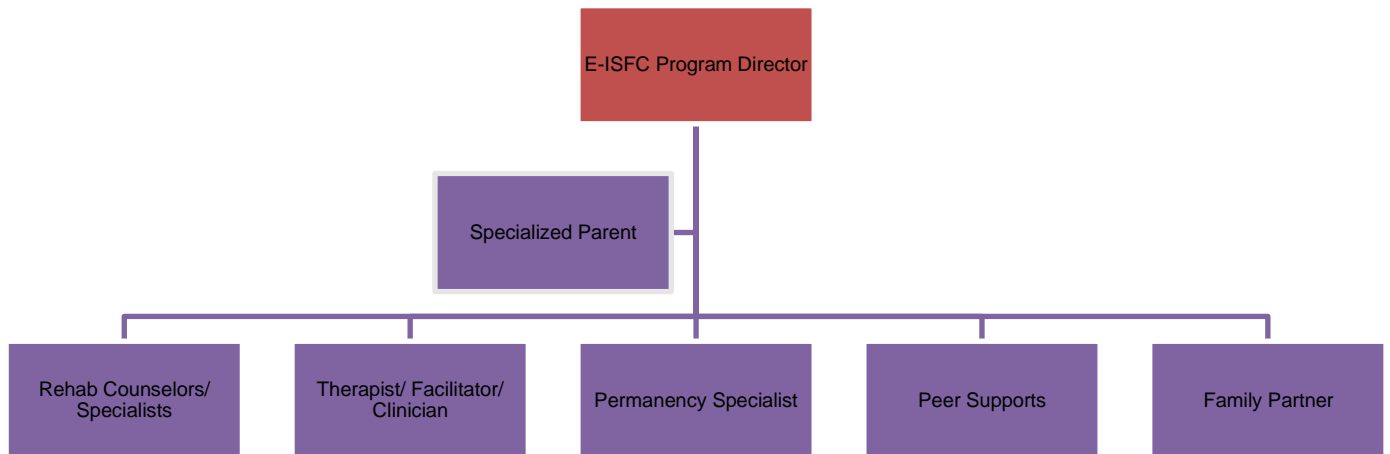 E-ISFC Program Director
Specialized Parent
Rehab Counselors/
Specialists
Therapist/ Facilitator/
Clinician
Permanency Specialist
Peer Supports
Family Partner